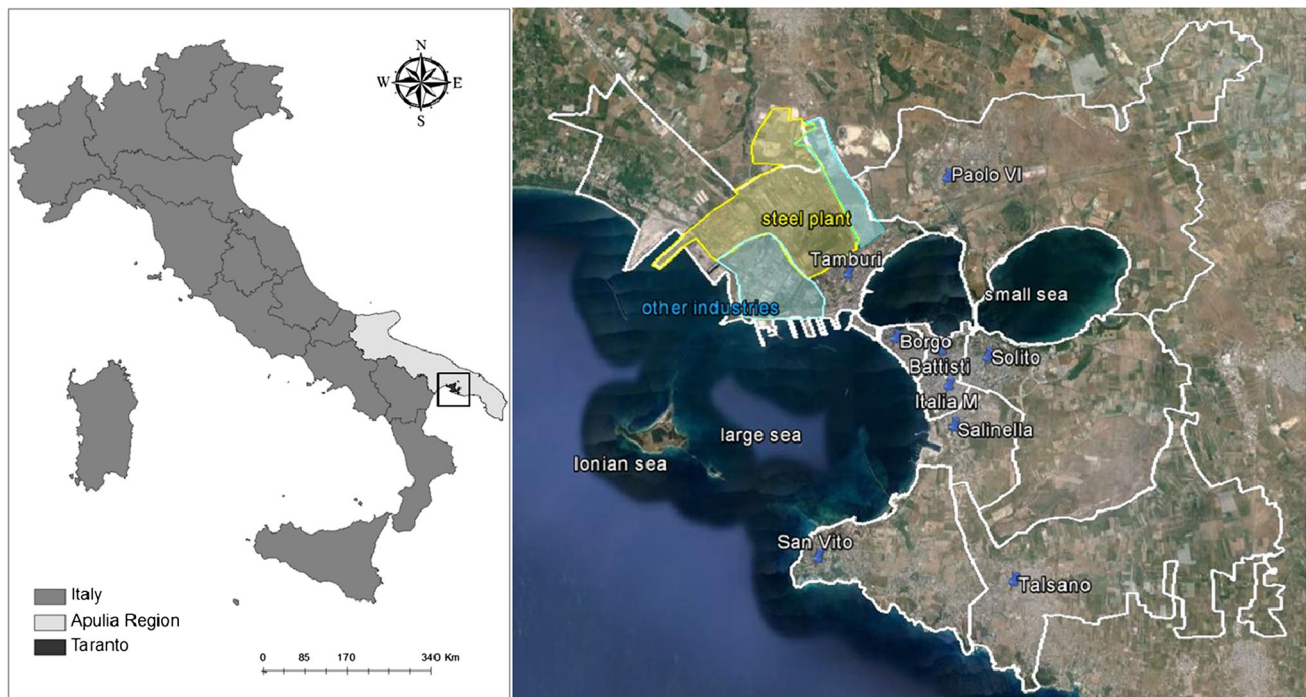 N
W E
S
Italy
Apulia Region
Taranto
0 85 170 340 Km
Paolo VI
steel plant
Tamburi
small sea
other industries
Borgo
Solito
Battisti
Italia M
large sea
Salinella
Ionian sea
San Vito
Talsano